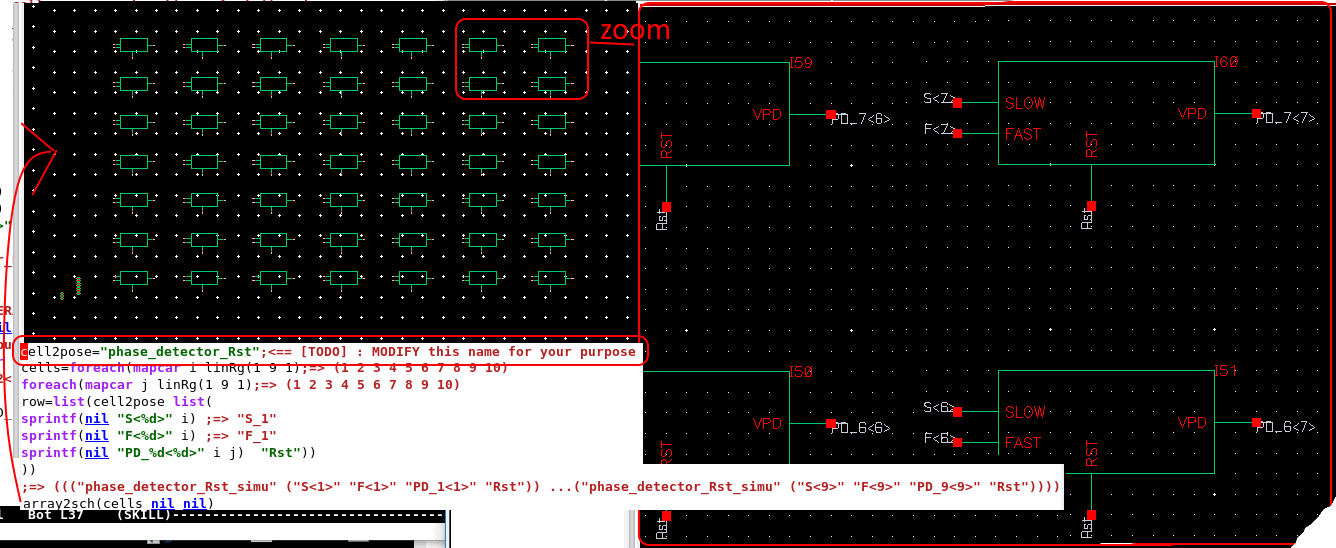 zoom
I59
VPD
RST
PD_7<6>
Rst
I60
S<7>
F<7>
SLOW
FAST
VPD
RST
PD_7<7>
Rst
I50
VPD
RST
PD_6<6>
Rst
I51
S<6>
F<6>
SLOW
FAST
VPD
RST
PD_6<7>
Rst
cell2pose="phase_detector_Rst";<== [TODO] : MODIFY this name for your purpose
cells=foreach(mapcar i linRg(1 9 1);=> (1 2 3 4 5 6 7 8 9 10)
foreach(mapcar j linRg(1 9 1);=> (1 2 3 4 5 6 7 8 9 10)
row=list(cell2pose list(
sprintf(nil "S<%d>" i) ;=> "S_1"
sprintf(nil "F<%d>" i) ;=> "F_1"
sprintf(nil "PD_%d<%d>" i j)  "Rst"))
))
;=> ((("phase_detector_Rst_simu" ("S<1>" "F<1>" "PD_1<1>" "Rst")) ...("phase_detector_Rst_simu" ("S<9>" "F<9>" "PD_9<9>" "Rst"))))
array2sch(cells nil nil)
Bot L37    (SKILL)